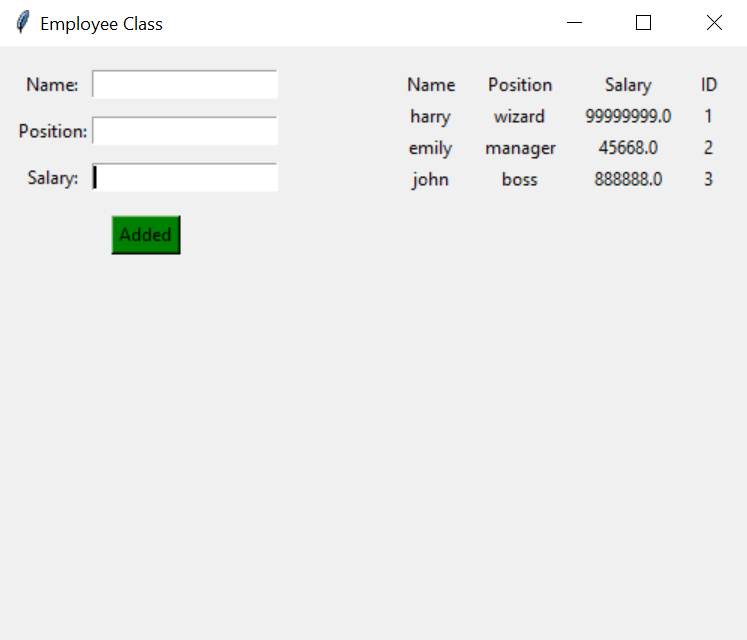 Employee Class
Name:
Position:
Salary:
Added
Name Position Salary ID
harry wizard 99999999.0 1
emily manager 45668.0 2
john boss 888888.0 3